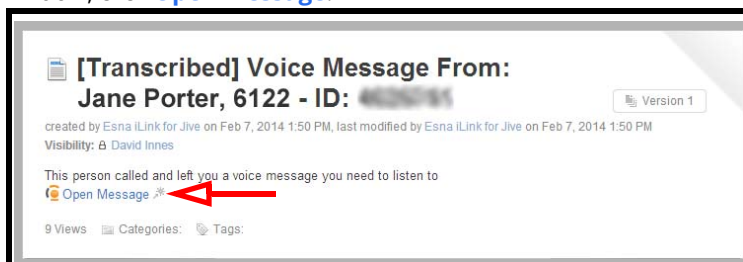 Open Message.
[Transcribed] Voice Message From:
Jane Porter, 6122 - ID:
Version 1
created by Esna iLink for Jive on Feb 7, 2014 1:50 PM, last modified by Esna iLink for Jive on Feb 7, 2014 1:50 PM
Visibility: David Innes
This person called and left you a voice message you need to listen to
Open Message
9 Views Categories: Tags: